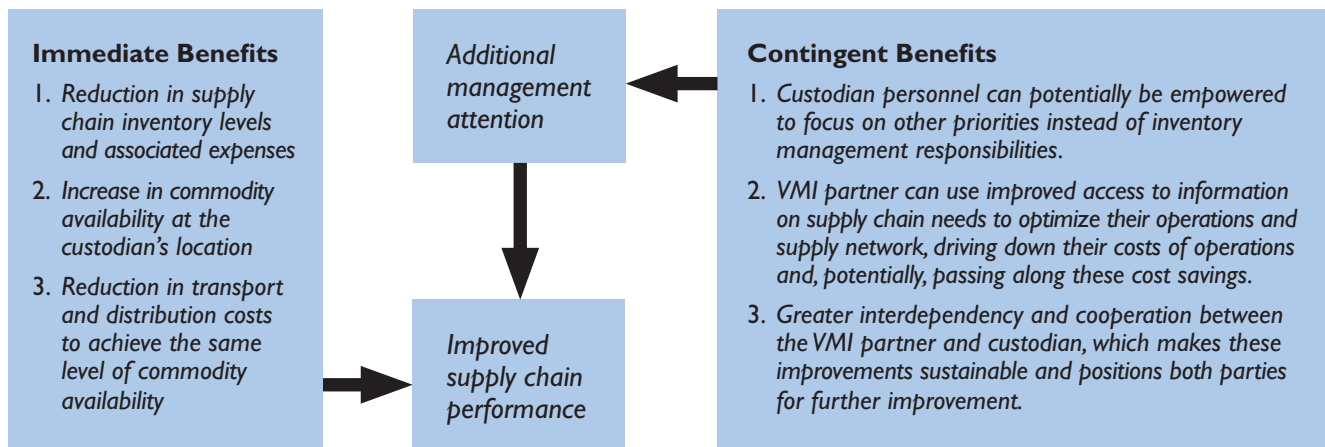 Immediate Benefits
1. Reduction in supply
chain inventory levels
and associated expenses
2. Increase in commodity
availability at the
custodian's location
3. Reduction in transport
and distribution costs
to achieve the same
level of commodity
availability
Additional
management
attention
Improved
supply chain
performance
Contingent Benefits
1. Custodian personnel can potentially be empowered
to focus on other priorities instead of inventory
management responsibilities.
2. VMI partner can use improved access to information
on supply chain needs to optimize their operations and
supply network, driving down their costs of operations
and, potentially, passing along these cost savings.
3. Greater interdependency and cooperation between
the VMI partner and custodian, which makes these
improvements sustainable and positions both parties
for further improvement.